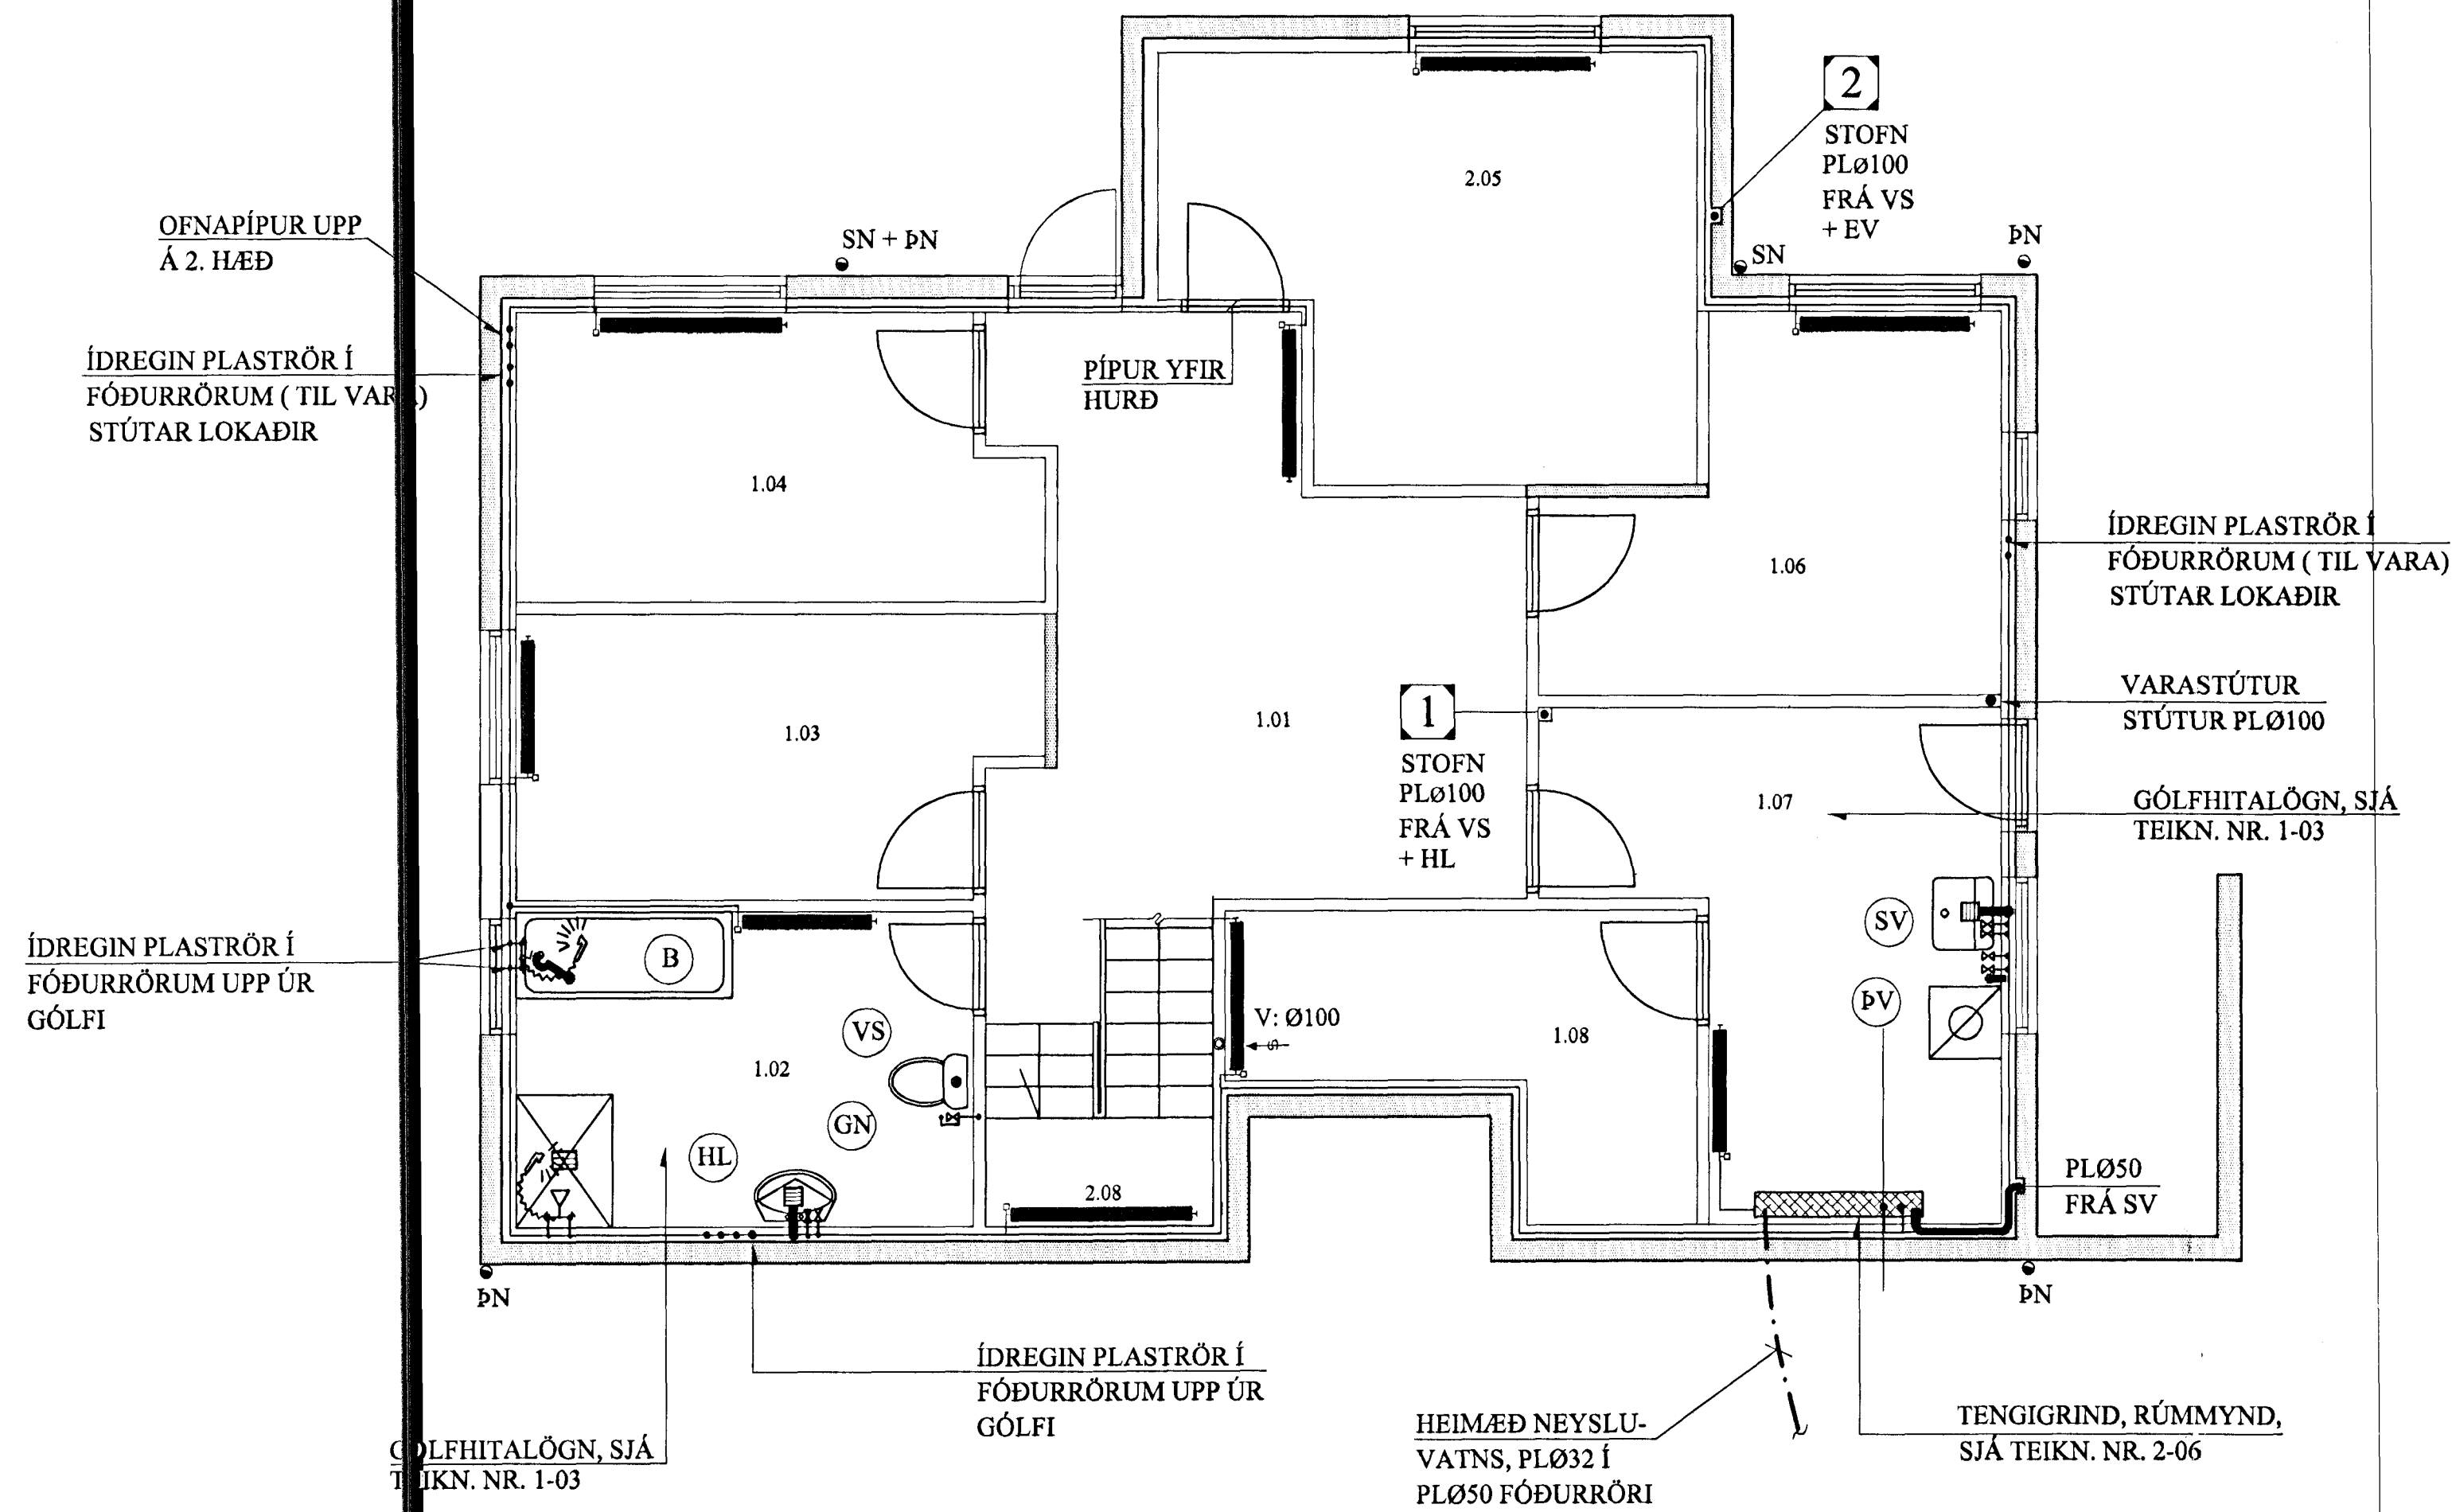 2
STOFN
PLø100
FRÁ VS
+ EV
2.05
OFNAPÍPUR UPP
Á 2. HÆÐ
SN + ÞN
SN
ÞN
ÍDREGIN PLASTRÖR Í
FÓÐURRÖRUM ( TIL VARA)
STÚTAR LOKAÐIR
PÍPUR YFIR
HURÐ
1.04
1.06
ÍDREGIN PLASTRÖR Í
FÓÐURRÖRUM ( TIL VARA)
STÚTAR LOKAÐIR
1.03
1.01
1
STOFN
PLø100
FRÁ VS
+ HL
VARASTÚTUR
STÚTUR PLØ100
1.07
GÓLFHITALÖGN, SJÁ
TEIKN. NR. 1-03
ÍDREGIN PLASTRÖR Í
FÓÐURRÖRUM UPP ÚR
GÓLFI
B
SV
ÞV
VS
V: Ø100
S
1.08
1.02
GN
HL
2.08
PLØ50
FRÁ SV
ÞN
ÞN
ÍDREGIN PLASTRÖR Í
FÓÐURRÖRUM UPP ÚR
GÓLFI
GÓLFHITALÖGN, SJÁ
TEIKN. NR. 1-03
HEIMÆÐ NEYSLU-
VATNS, PLØ32 Í
PLØ50 FÓÐURRÖRI
TENGIGRIND, RÚMMYND,
SJÁ TEIKN. NR. 2-06